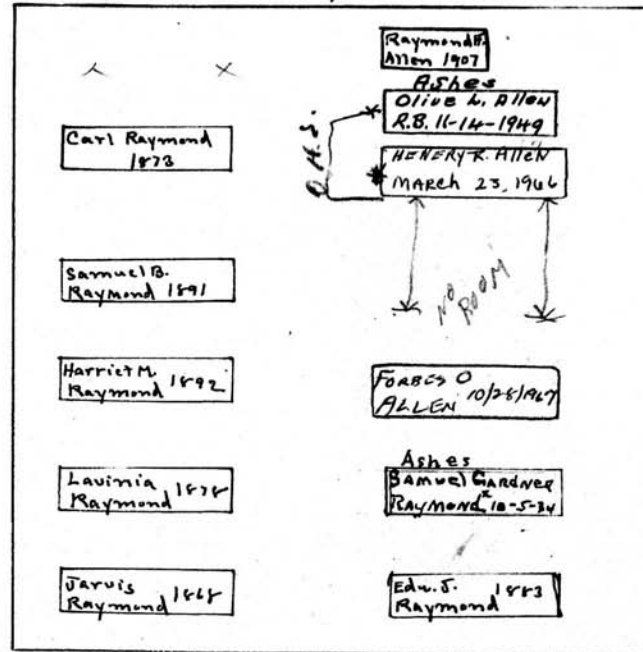 Raymond F.
Allen 1907
Ashes
Olive L. Allen
R.B. 11-14-1949
HENERY R. Allen
MARCH 23, 1946
O.H.S.
NO
ROOM
Carl Raymond
1873
Samuel B.
Raymond 1891
Harriet M.
Raymond 1892
FORBES O
ALLEN 10/28/1967
Lavinia
Raymond 1878
Ashes
Samuel GARDNER
RAYMOND 10-5-34
Jarvis
Raymond 1868
Edw. J.
Raymond 1883